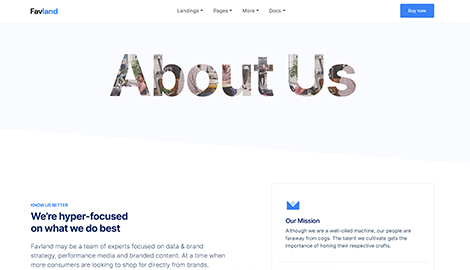 Favland
Landings
Pages
More
Docs
Buy now
About Us
KNOW US BETTER
We're hyper-focused
on what we do best
Favland may be a team of experts focused on data & brand
strategy, performance media and branded content. At a time when
more consumers are looking to shop for directly from brands.
Our Mission
Although we are a well-oiled machine, our people are
faraway from cogs. The talent we cultivate gets the
importance of honing their respective crafts.